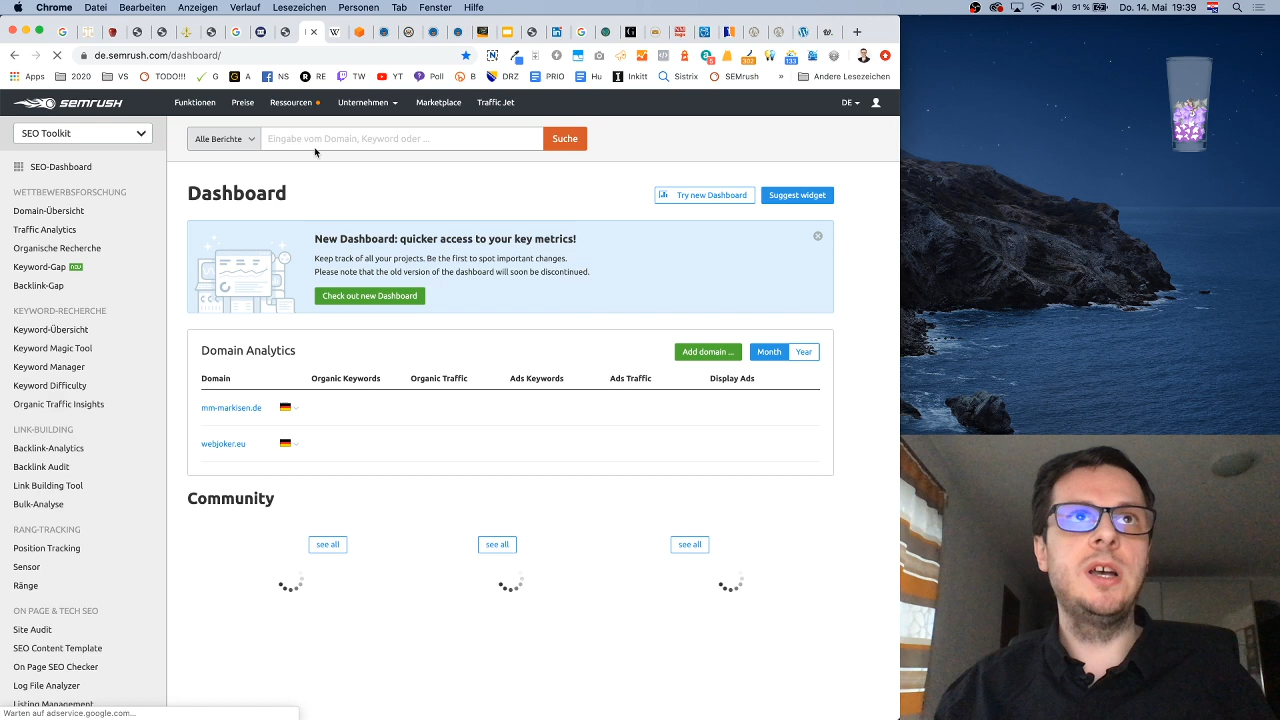 Chrome Datei Bearbeiten Anzeigen Verlauf Lesezeichen Personen Tab Fenster Hilfe
91% Do. 14. Mai 19:39
de.semrush.com/dashboard/
Apps 2020 VS TODO!!! G A NS RE TW YT Poll B DRZ PRIO Hu Inkitt Sistrix SEMrush » Andere Lesezeichen
SEMRUSH Funktionen Preise Ressourcen Unternehmen Marketplace Traffic Jet DE
SEO Toolkit
Alle Berichte Eingabe vom Domain, Keyword oder ... Suche
SEO-Dashboard
WETTBEWERBSFORSCHUNG
Domain-Übersicht
Traffic Analytics
Organische Recherche
Keyword-Gap
Backlink-Gap
KEYWORD-RECHERCHE
Keyword-Übersicht
Keyword Magic Tool
Keyword Manager
Keyword Difficulty
Organic Traffic Insights
LINK-BUILDING
Backlink-Analytics
Backlink Audit
Link Building Tool
Bulk-Analyse
RANG-TRACKING
Position Tracking
Sensor
Ränge
ON PAGE & TECH SEO
Site Audit
SEO Content Template
On Page SEO Checker
Log File Analyzer
Listing Management
Dashboard
Try new Dashboard Suggest widget
New Dashboard: quicker access to your key metrics!
Keep track of all your projects. Be the first to spot important changes.
Please note that the old version of the dashboard will soon be discontinued.
Check out new Dashboard
Domain Analytics
Add domain ... Month Year
Domain Organic Keywords Organic Traffic Ads Keywords Ads Traffic Display Ads
mm-markisen.de
webjoker.eu
Community
see all see all see all
Warten auf adservice.google.com...